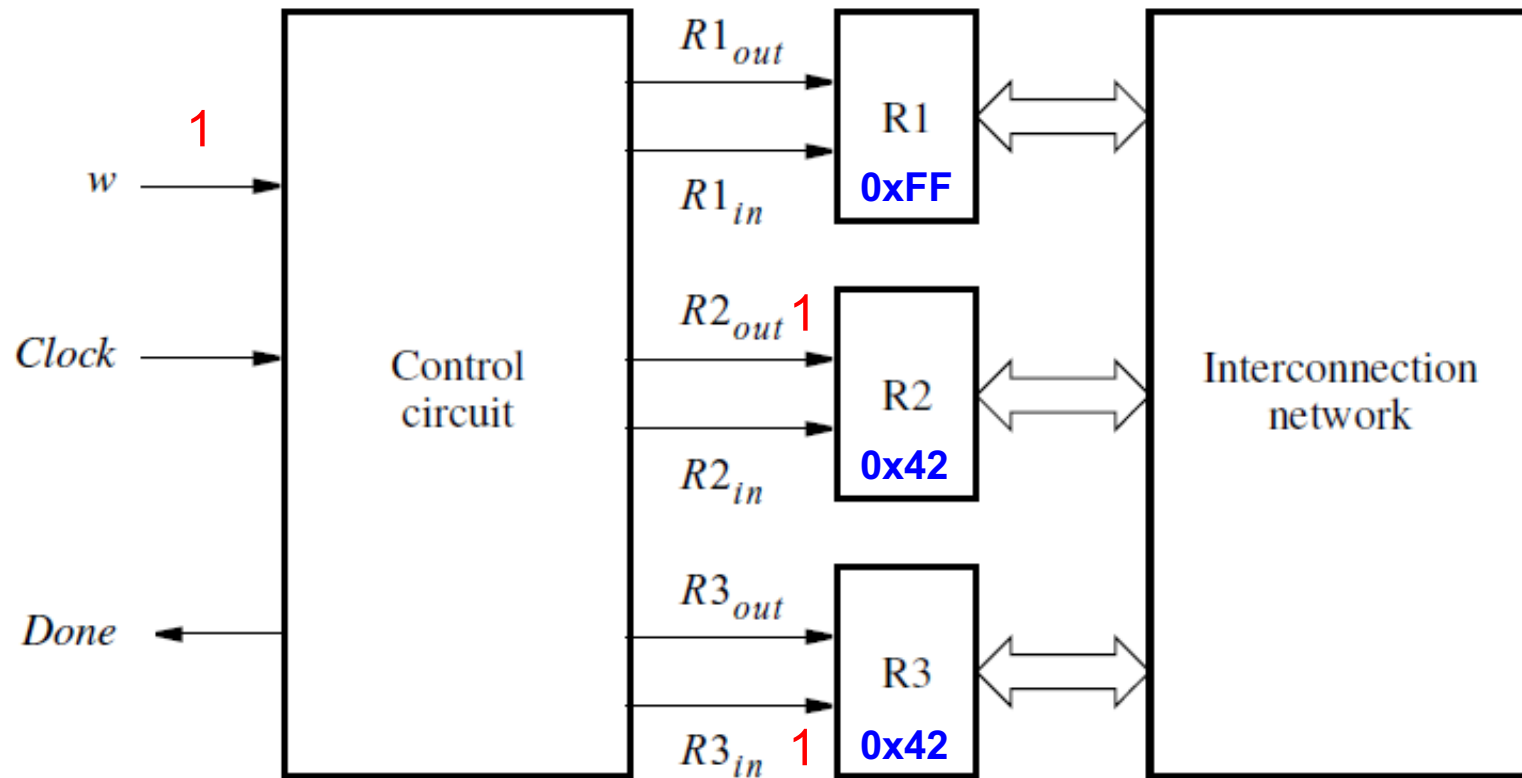 1
w
Clock
Done
Control
circuit
R1out
R1in
R2out 1
R2in
R3out
R3in 1
R1
0xFF
R2
0x42
R3
0x42
Interconnection
network